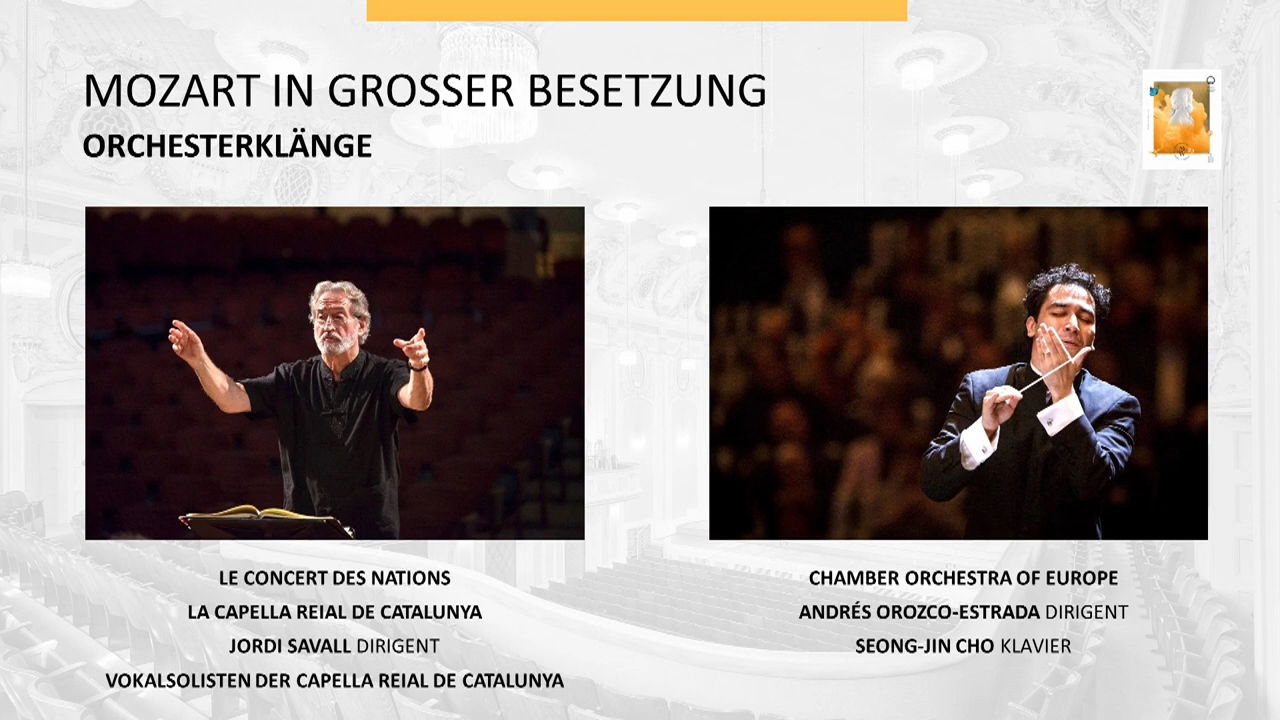 MOZART IN GROSSER BESETZUNG
ORCHESTERKLÄNGE
LE CONCERT DES NATIONS
LA CAPELLA REIAL DE CATALUNYA
JORDI SAVALL DIRIGENT
VOKALSOLISTEN DER CAPELLA REIAL DE CATALUNYA
CHAMBER ORCHESTRA OF EUROPE
ANDRÉS OROZCO-ESTRADA DIRIGENT
SEONG-JIN CHO KLAVIER